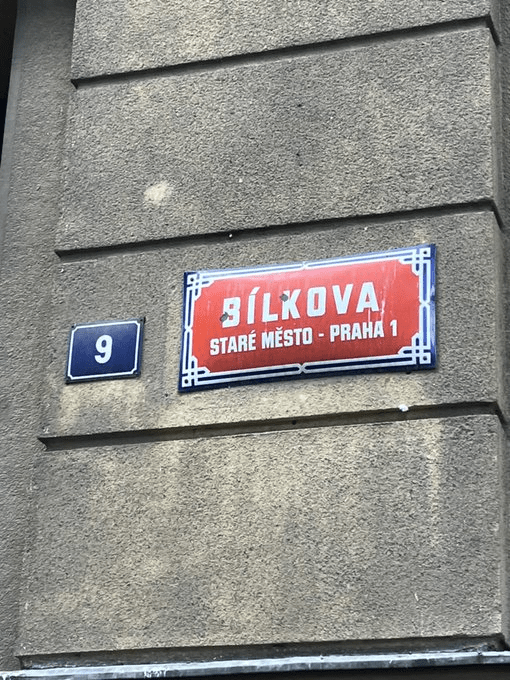 9
BÍLKOVA
STARÉ MĚSTO - PRAHA 1